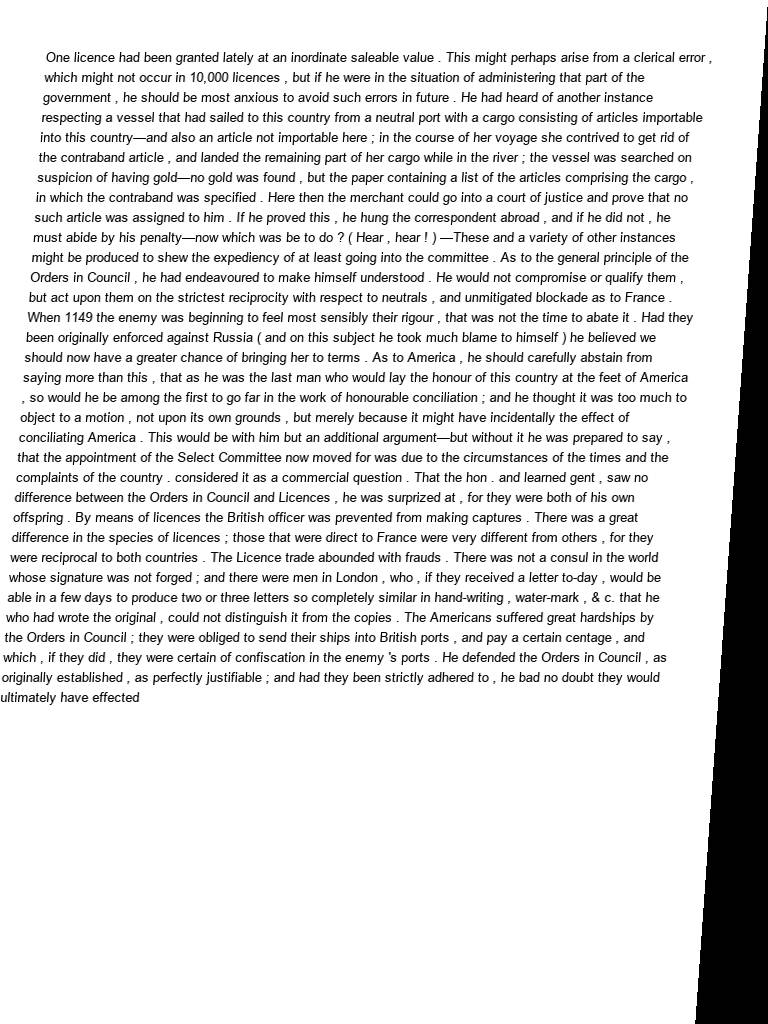 One licence had been granted lately at an inordinate saleable value . This might perhaps arise from a clerical error ,
which might not occur in 10,000 licences , but if he were in the situation of administering that part of the
government , he should be most anxious to avoid such errors in future . He had heard of another instance
respecting a vessel that had sailed to this country from a neutral port with a cargo consisting of articles importable
into this country—and also an article not importable here ; in the course of her voyage she contrived to get rid of
the contraband article , and landed the remaining part of her cargo while in the river ; the vessel was searched on
suspicion of having gold—no gold was found , but the paper containing a list of the articles comprising the cargo ,
in which the contraband was specified . Here then the merchant could go into a court of justice and prove that no
such article was assigned to him . If he proved this , he hung the correspondent abroad , and if he did not , he
must abide by his penalty—now which was be to do ? ( Hear , hear ! ) —These and a variety of other instances
might be produced to shew the expediency of at least going into the committee . As to the general principle of the
Orders in Council , he had endeavoured to make himself understood . He would not compromise or qualify them ,
but act upon them on the strictest reciprocity with respect to neutrals , and unmitigated blockade as to France .
When 1149 the enemy was beginning to feel most sensibly their rigour , that was not the time to abate it . Had they
been originally enforced against Russia ( and on this subject he took much blame to himself ) he believed we
should now have a greater chance of bringing her to terms . As to America , he should carefully abstain from
saying more than this , that as he was the last man who would lay the honour of this country at the feet of America
, so would he be among the first to go far in the work of honourable conciliation ; and he thought it was too much to
object to a motion , not upon its own grounds , but merely because it might have incidentally the effect of
conciliating America . This would be with him but an additional argument—but without it he was prepared to say ,
that the appointment of the Select Committee now moved for was due to the circumstances of the times and the
complaints of the country . considered it as a commercial question . That the hon . and learned gent , saw no
difference between the Orders in Council and Licences , he was surprized at , for they were both of his own
offspring . By means of licences the British officer was prevented from making captures . There was a great
difference in the species of licences ; those that were direct to France were very different from others , for they
were reciprocal to both countries . The Licence trade abounded with frauds . There was not a consul in the world
whose signature was not forged ; and there were men in London , who , if they received a letter to-day , would be
able in a few days to produce two or three letters so completely similar in hand-writing , water-mark , & c. that he
who had wrote the original , could not distinguish it from the copies . The Americans suffered great hardships by
the Orders in Council ; they were obliged to send their ships into British ports , and pay a certain centage , and
which , if they did , they were certain of confiscation in the enemy 's ports . He defended the Orders in Council , as
originally established , as perfectly justifiable ; and had they been strictly adhered to , he bad no doubt they would
ultimately have effected